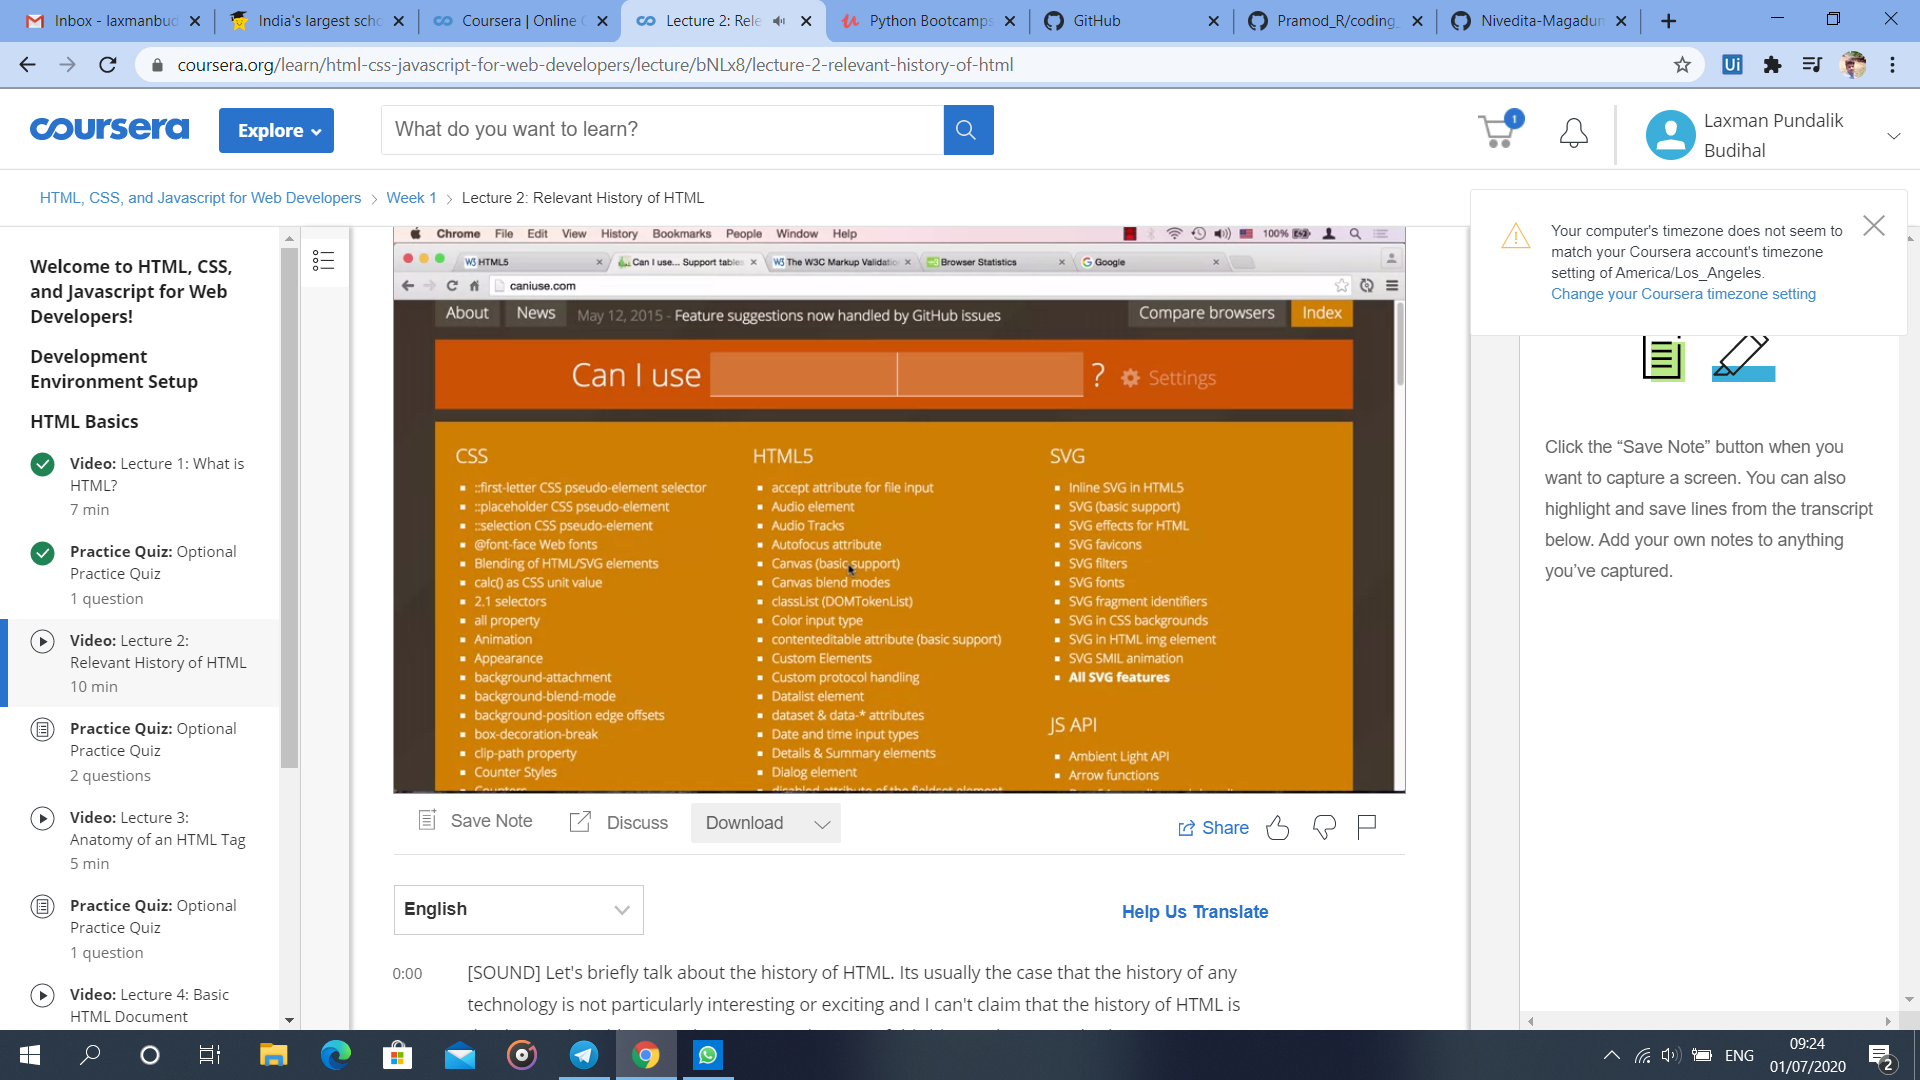 Inbox - laxmanbud
India's largest scho
Coursera | Online C
Lecture 2: Rele
Python Bootcamps
GitHub
Pramod_R/coding_
Nivedita-Magadum
coursera.org/learn/html-css-javascript-for-web-developers/lecture/bNLx8/lecture-2-relevant-history-of-html
Ui
coursera
Explore
What do you want to learn?
1
Laxman Pundalik
Budihal
HTML, CSS, and Javascript for Web Developers > Week 1 > Lecture 2: Relevant History of HTML
Your computer's timezone does not seem to
match your Coursera account's timezone
setting of America/Los_Angeles.
Change your Coursera timezone setting
Welcome to HTML, CSS,
and Javascript for Web
Developers!
Development
Environment Setup
HTML Basics
Video: Lecture 1: What is
HTML?
7 min
Practice Quiz: Optional
Practice Quiz
1 question
Video: Lecture 2:
Relevant History of HTML
10 min
Practice Quiz: Optional
Practice Quiz
2 questions
Video: Lecture 3:
Anatomy of an HTML Tag
5 min
Practice Quiz: Optional
Practice Quiz
1 question
Video: Lecture 4: Basic
HTML Document
Chrome File Edit View History Bookmarks People Window Help
100%
W3 HTML5
Can I use... Support tables
W3 The W3C Markup Validatio
Browser Statistics
Google
caniuse.com
About
News
May 12, 2015 - Feature suggestions now handled by GitHub issues
Compare browsers
Index
Can I use
?
Settings
CSS
::first-letter CSS pseudo-element selector
::placeholder CSS pseudo-element
::selection CSS pseudo-element
@font-face Web fonts
Blending of HTML/SVG elements
calc() as CSS unit value
2.1 selectors
all property
Animation
Appearance
background-attachment
background-blend-mode
background-position edge offsets
box-decoration-break
clip-path property
Counter Styles
Counters
HTML5
accept attribute for file input
Audio element
Audio Tracks
Autofocus attribute
Canvas (basic support)
Canvas blend modes
classList (DOMTokenList)
Color input type
contenteditable attribute (basic support)
Custom Elements
Custom protocol handling
Datalist element
dataset & data-* attributes
Date and time input types
Details & Summary elements
Dialog element
disabled attribute of the fieldset element
SVG
Inline SVG in HTML5
SVG (basic support)
SVG effects for HTML
SVG favicons
SVG filters
SVG fonts
SVG fragment identifiers
SVG in CSS backgrounds
SVG in HTML img element
SVG SMIL animation
All SVG features
JS API
Ambient Light API
Arrow functions
Save Note
Discuss
Download
Share
English
Help Us Translate
0:00
[SOUND] Let's briefly talk about the history of HTML. Its usually the case that the history of any
technology is not particularly interesting or exciting and I can't claim that the history of HTML is
Click the “Save Note” button when you
want to capture a screen. You can also
highlight and save lines from the transcript
below. Add your own notes to anything
you’ve captured.
ENG
09:24
01/07/2020
2